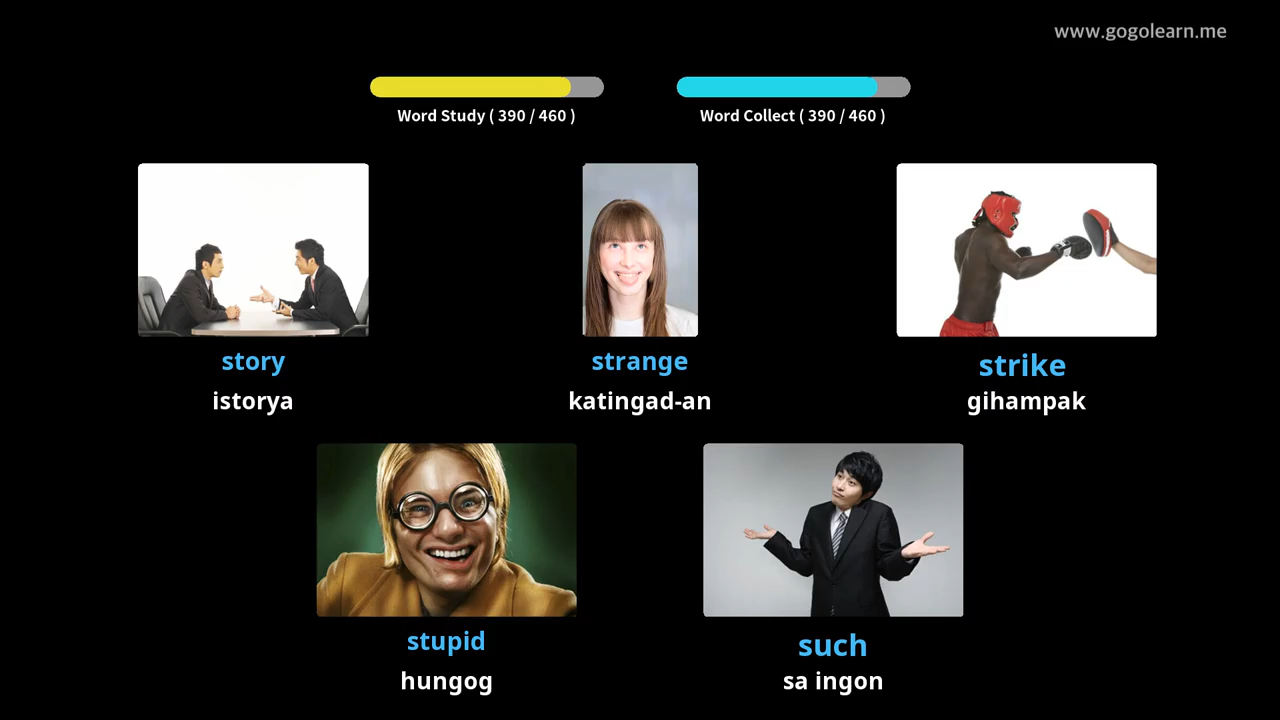 www.gogolearn.me
Word Study ( 390 / 460 )
Word Collect ( 390 / 460 )
story
istorya
strange
katingad-an
strike
gihampak
stupid
hungog
such
sa ingon